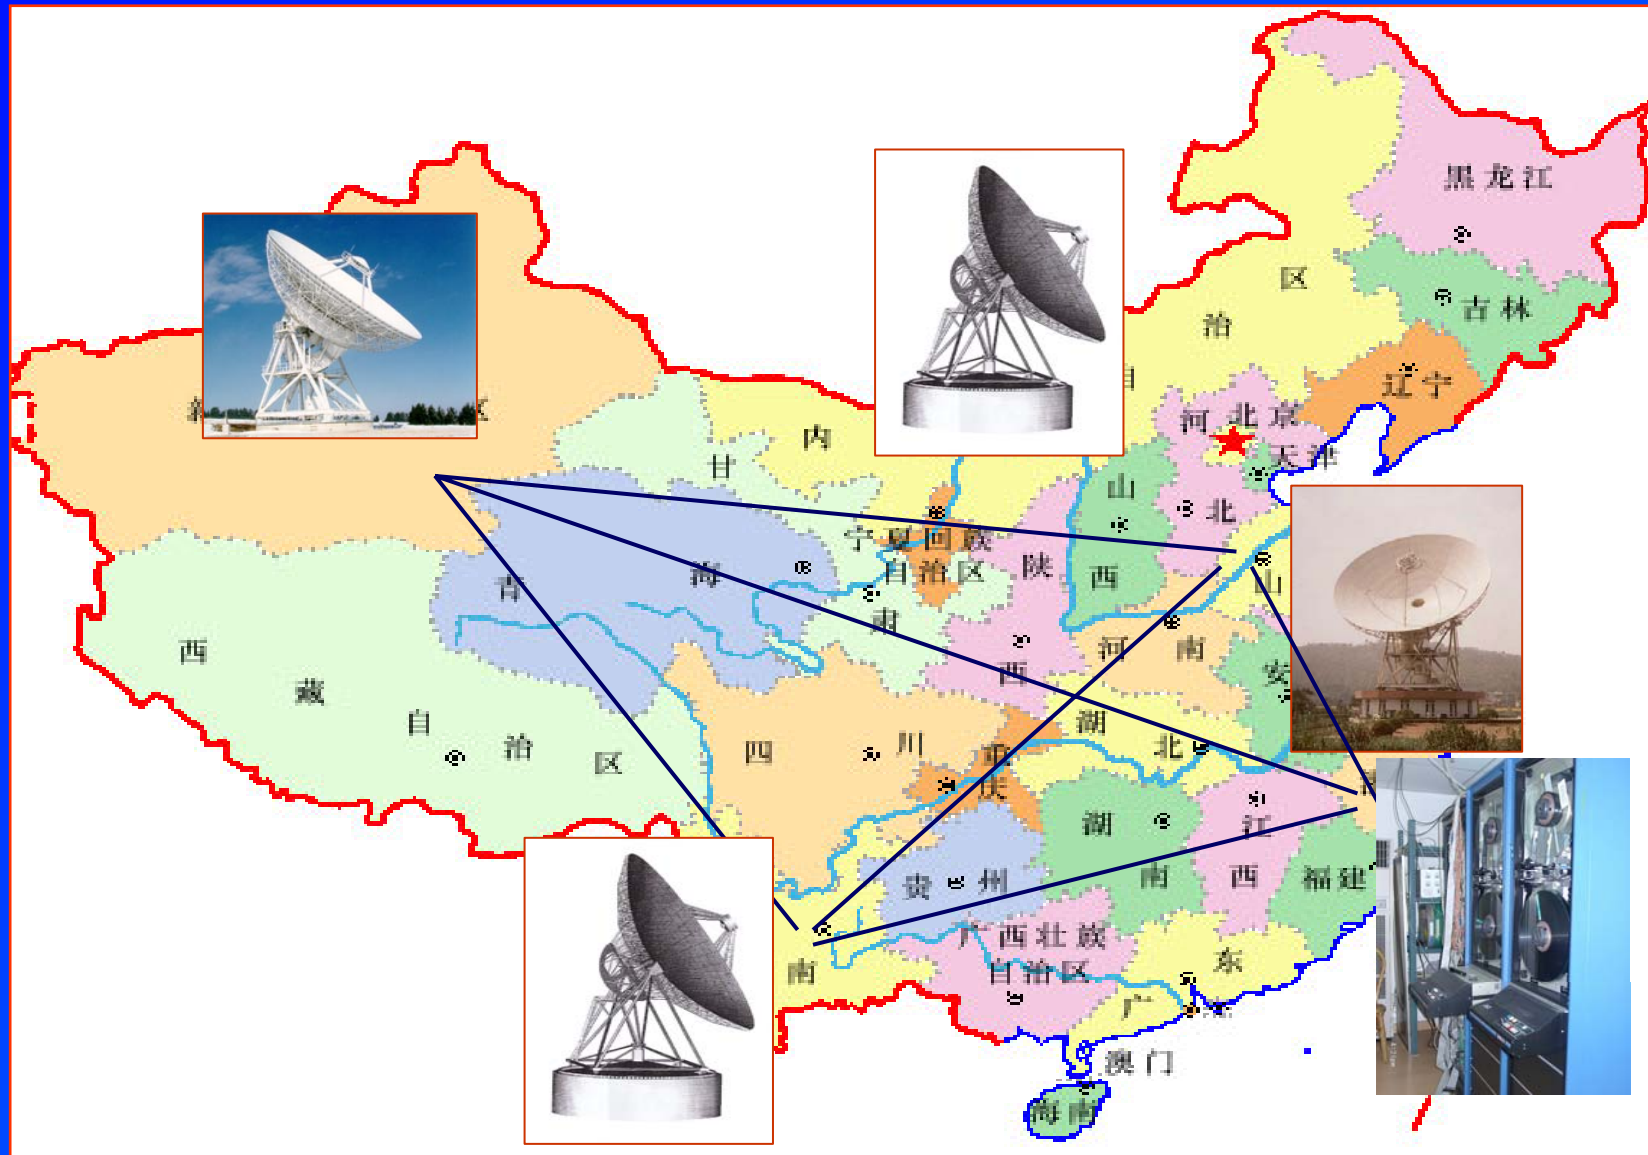 黑龙江
区
吉林
治
辽宁
河
北京
内
天津
甘
山
北
宁夏回族
陕
山
青
海
自治区
西
肃
河
南
西
西
安
藏
湖
自
治
四
川
重
北
区
庆
湖
江
贵
州
南
西
福建
广西壮族
南
自治区
东
广
澳门
海南